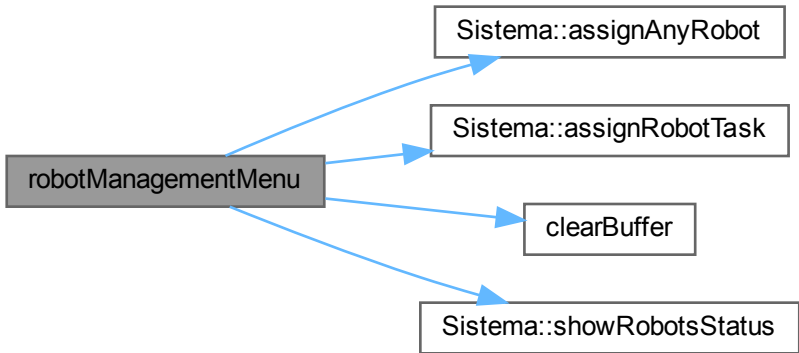 Sistema::assignAnyRobot
Sistema::assignRobotTask
robotManagementMenu
clearBuffer
Sistema::showRobotsStatus